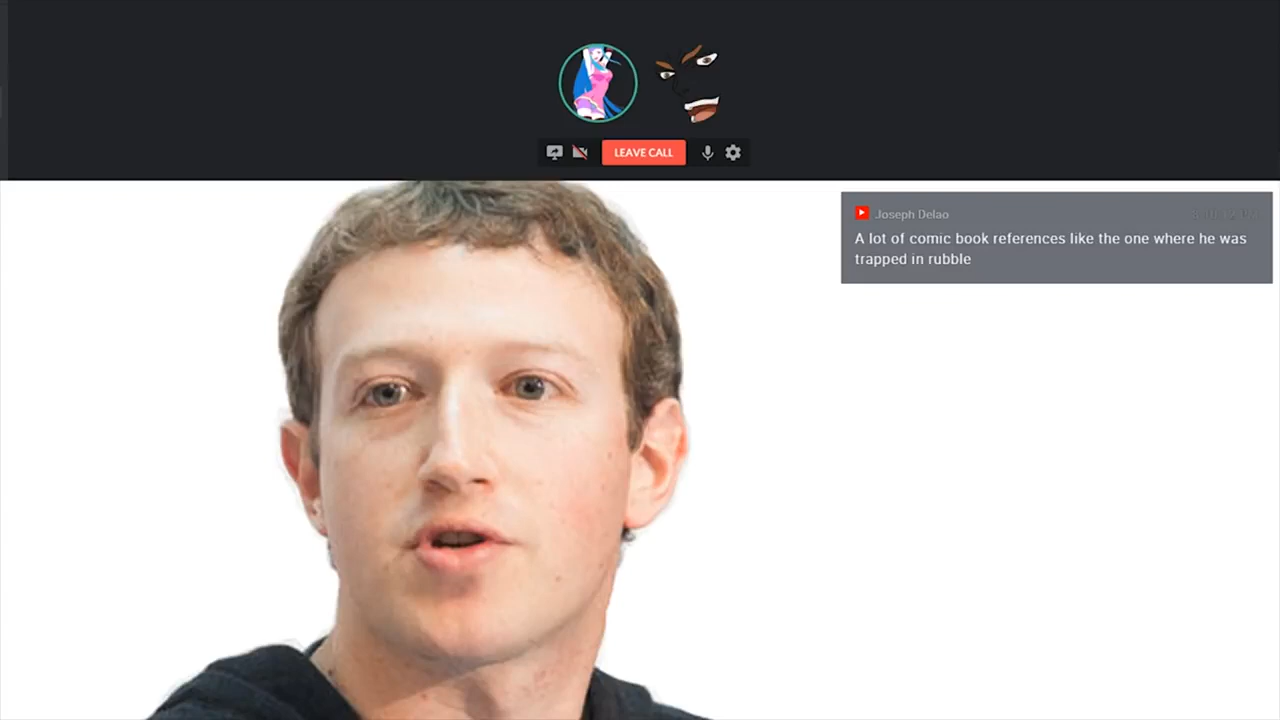 LEAVE CALL
Joseph Delao
A lot of comic book references like the one where he was
trapped in rubble